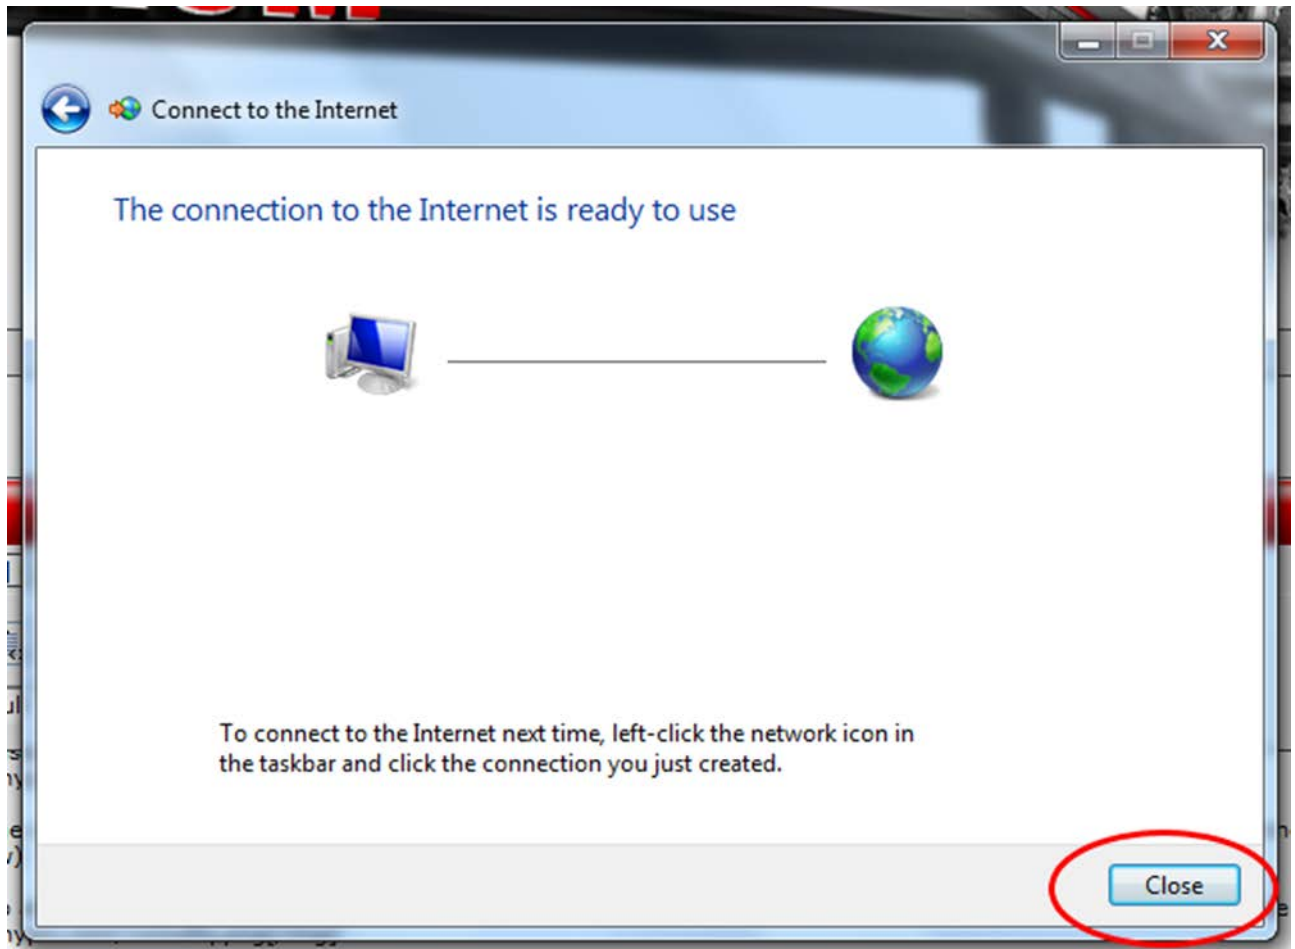 Connect to the Internet
The connection to the Internet is ready to use
To connect to the Internet next time, left-click the network icon in
the taskbar and click the connection you just created.
Close